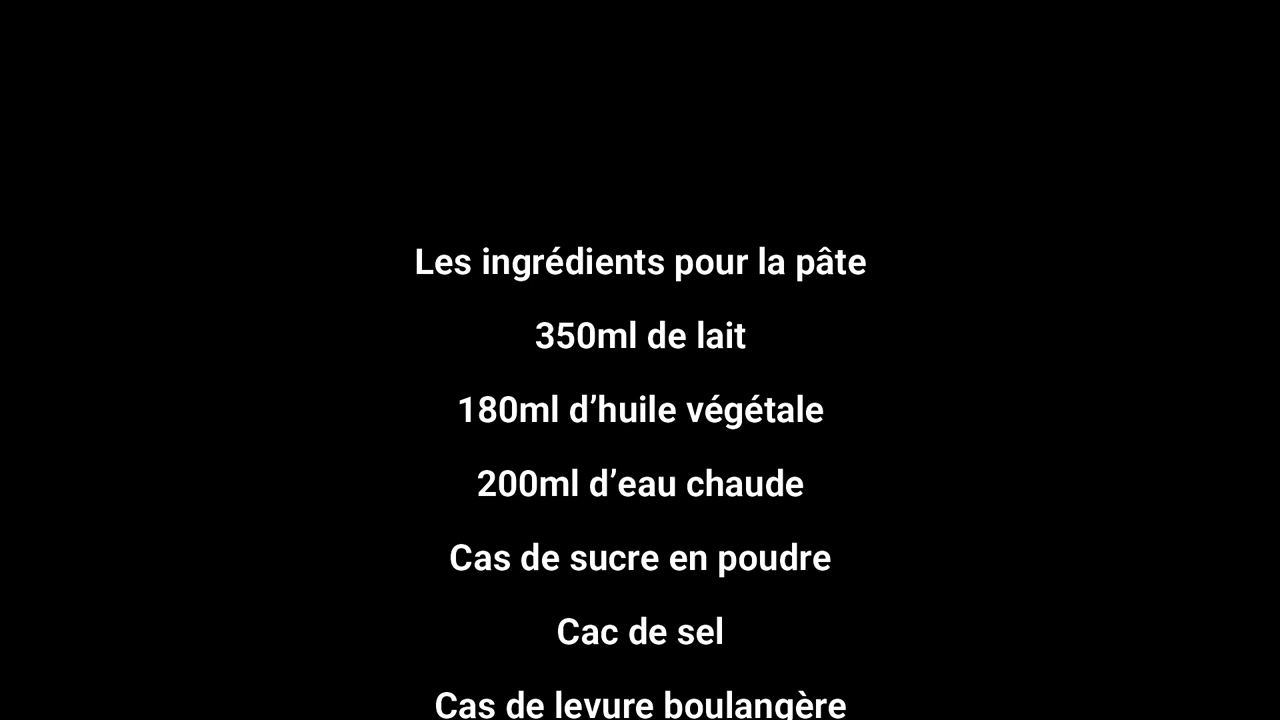 Les ingrédients pour la pâte
350ml de lait
180ml d’huile végétale
200ml d’eau chaude
Cas de sucre en poudre
Cac de sel
Cas de levure boulangère